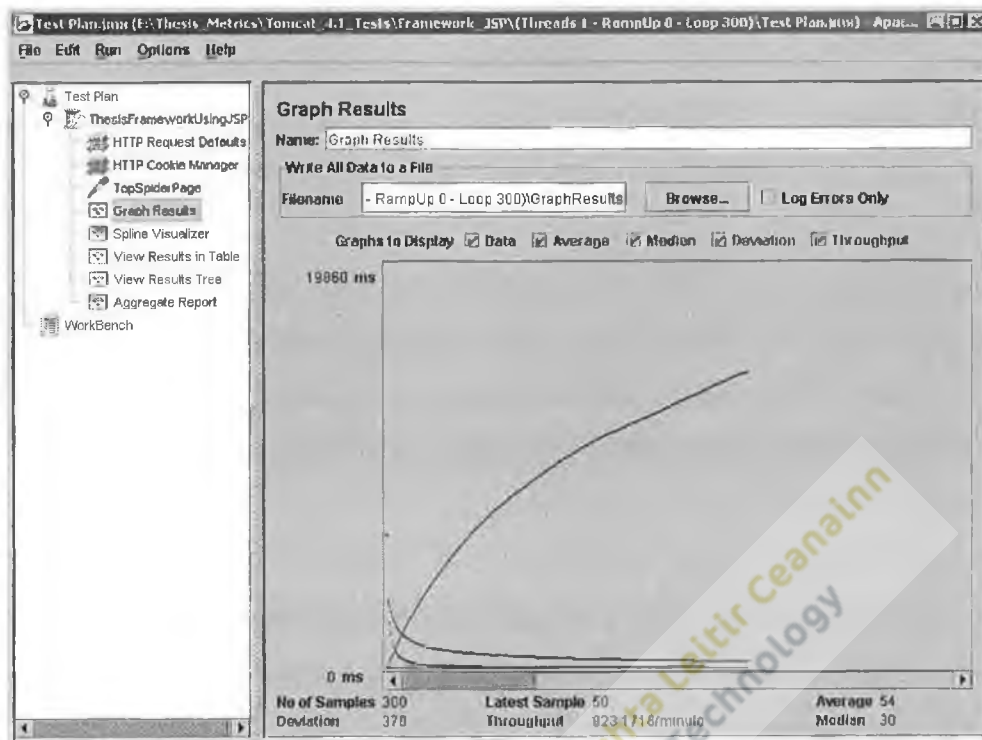 Test Plan.jmx (E:\Thesis_Metrics\Tomcat_4.1_Tests\Framework_JSP\(Threads 1 - RampUp 0 - Loop 300)\Test Plan.jmx) - Apac...
File Edit Run Options Help
Test Plan
ThesisFrameworkUsingJSP
HTTP Request Defaults
HTTP Cookie Manager
TopSpiderPage
Graph Results
Spline Visualizer
View Results in Table
View Results Tree
Aggregate Report
WorkBench
Graph Results
Name: Graph Results
Write All Data to a File
Filename - RampUp 0 - Loop 300)\GraphResults Browse... Log Errors Only
Graphs to Display Data Average Median Deviation Throughput
19860 ms
0 ms
No of Samples 300 Latest Sample 50 Average 54
Deviation 378 Throughput 923.1718/minute Median 30
Leitir Ceanainn
Technology